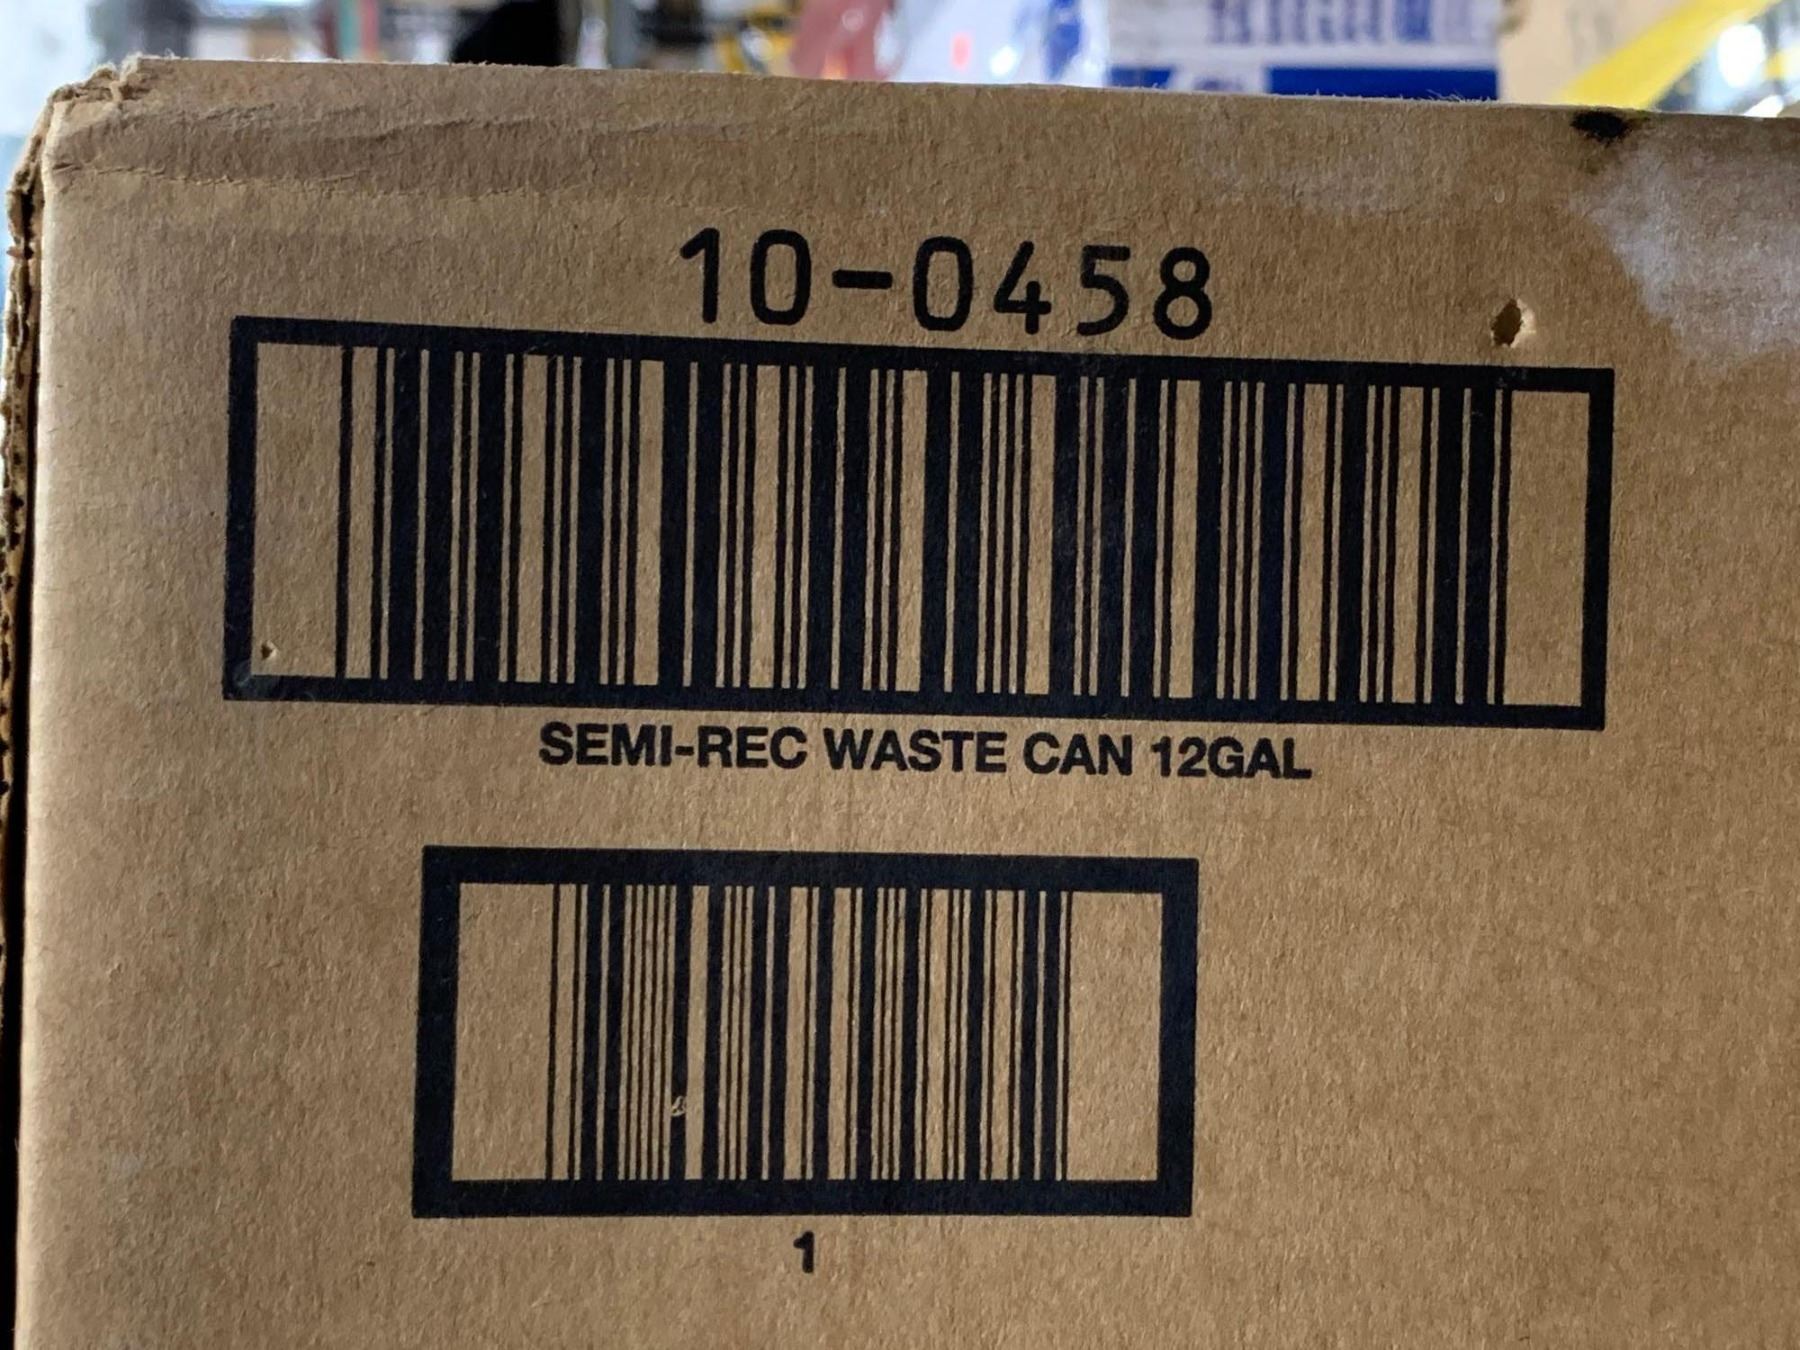 10-0458
SEMI-REC WASTE CAN 12GAL
1